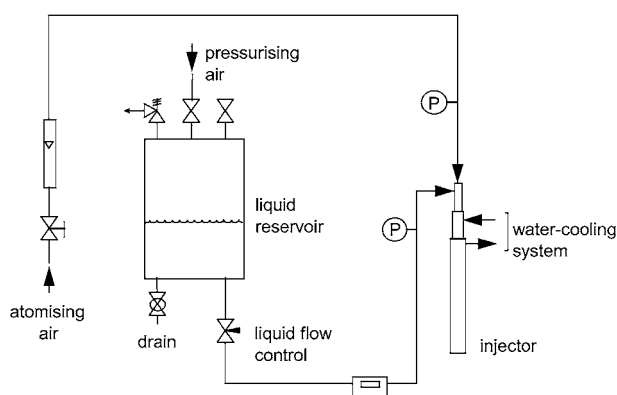 pressurising
air
P
liquid
reservoir
P
water-cooling
system
atomising
air
drain
liquid flow
control
injector